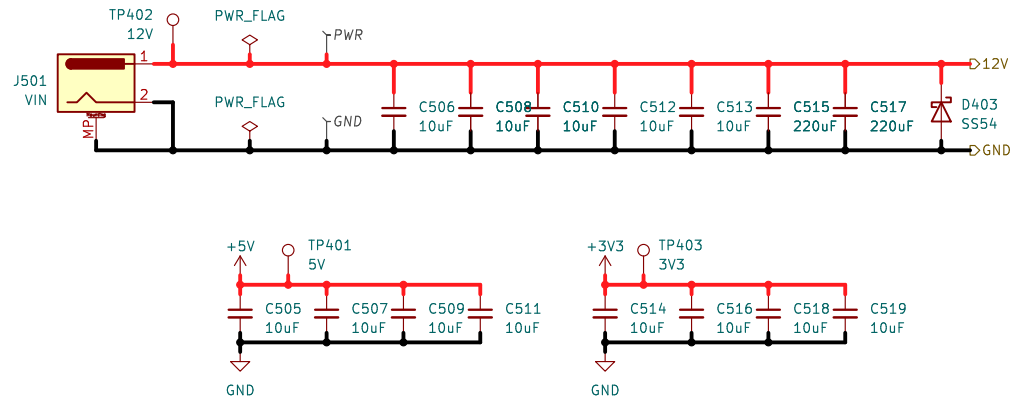 TP402
12V
PWR_FLAG
PWR
1
J501
VIN
2
MP
PWR_FLAG
GND
C506
10uF
C508
10uF
C510
10uF
C512
10uF
C513
10uF
C515
220uF
C517
220uF
D403
SS54
12V
GND
+5V
TP401
5V
C505
10uF
C507
10uF
C509
10uF
C511
10uF
GND
+3V3
TP403
3V3
C514
10uF
C516
10uF
C518
10uF
C519
10uF
GND